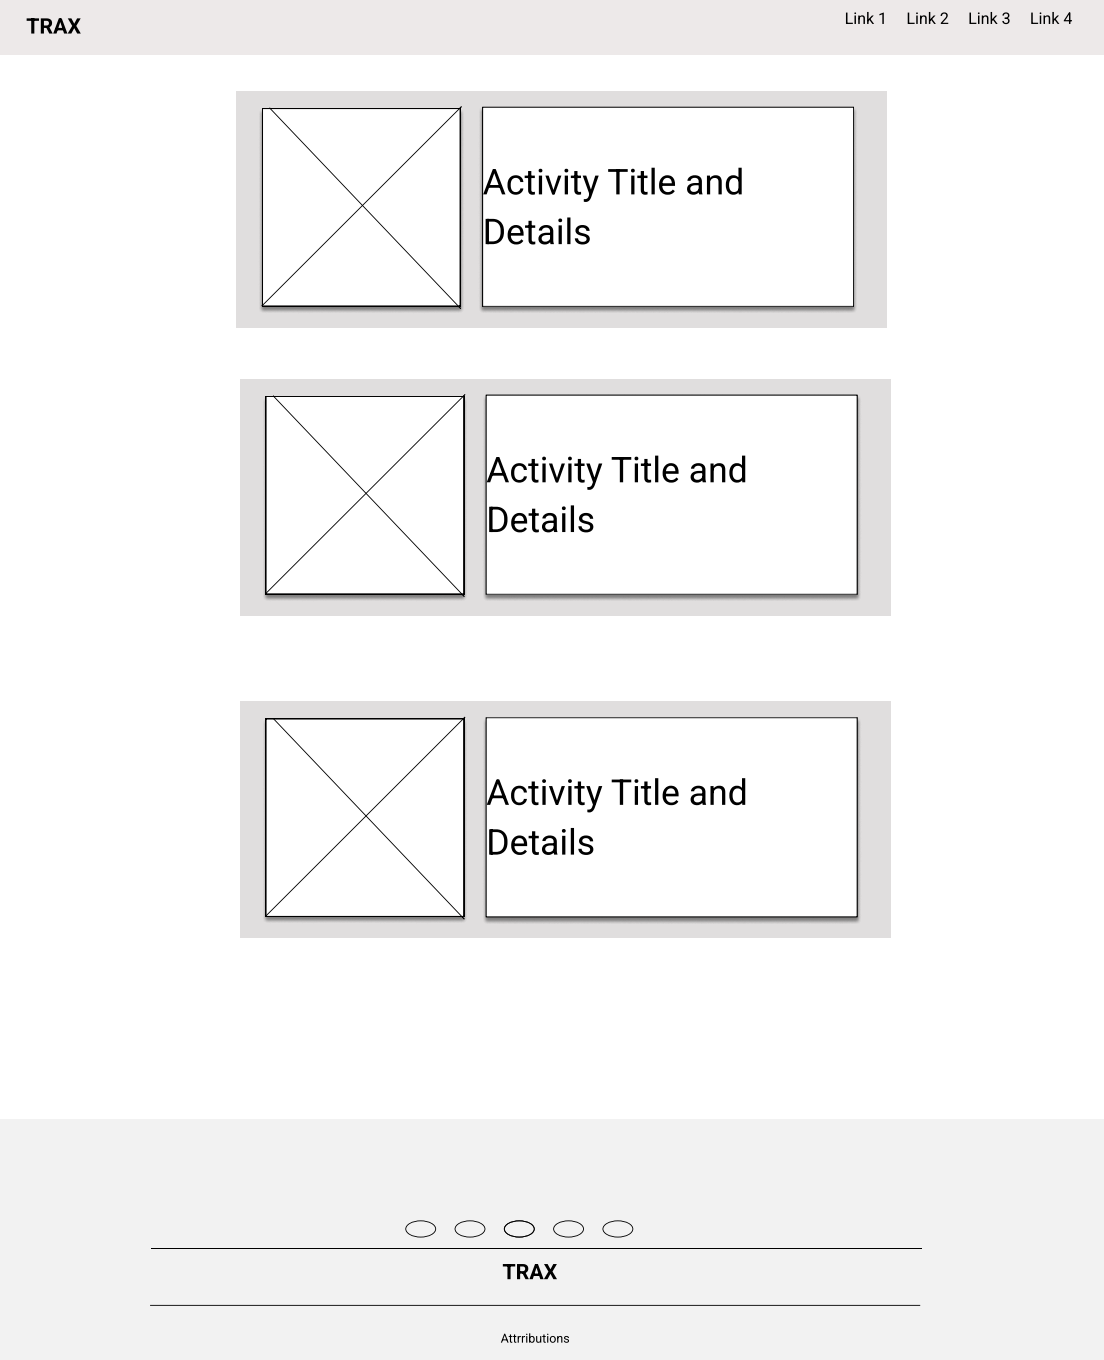 TRAX
Link 1 Link 2 Link 3 Link 4
Activity Title and
Details
Activity Title and
Details
Activity Title and
Details
TRAX
Attrributions